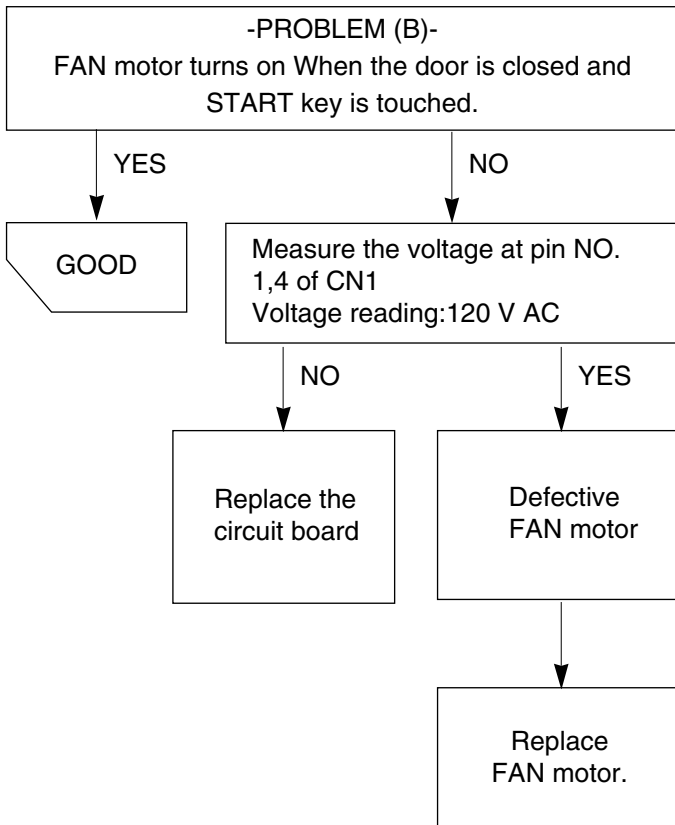 -PROBLEM (B)-
FAN motor turns on When the door is closed and
START key is touched.
YES
NO
GOOD
Measure the voltage at pin NO.
1,4 of CN1
Voltage reading:120 V AC
NO
YES
Replace the
circuit board
Defective
FAN motor
Replace
FAN motor.